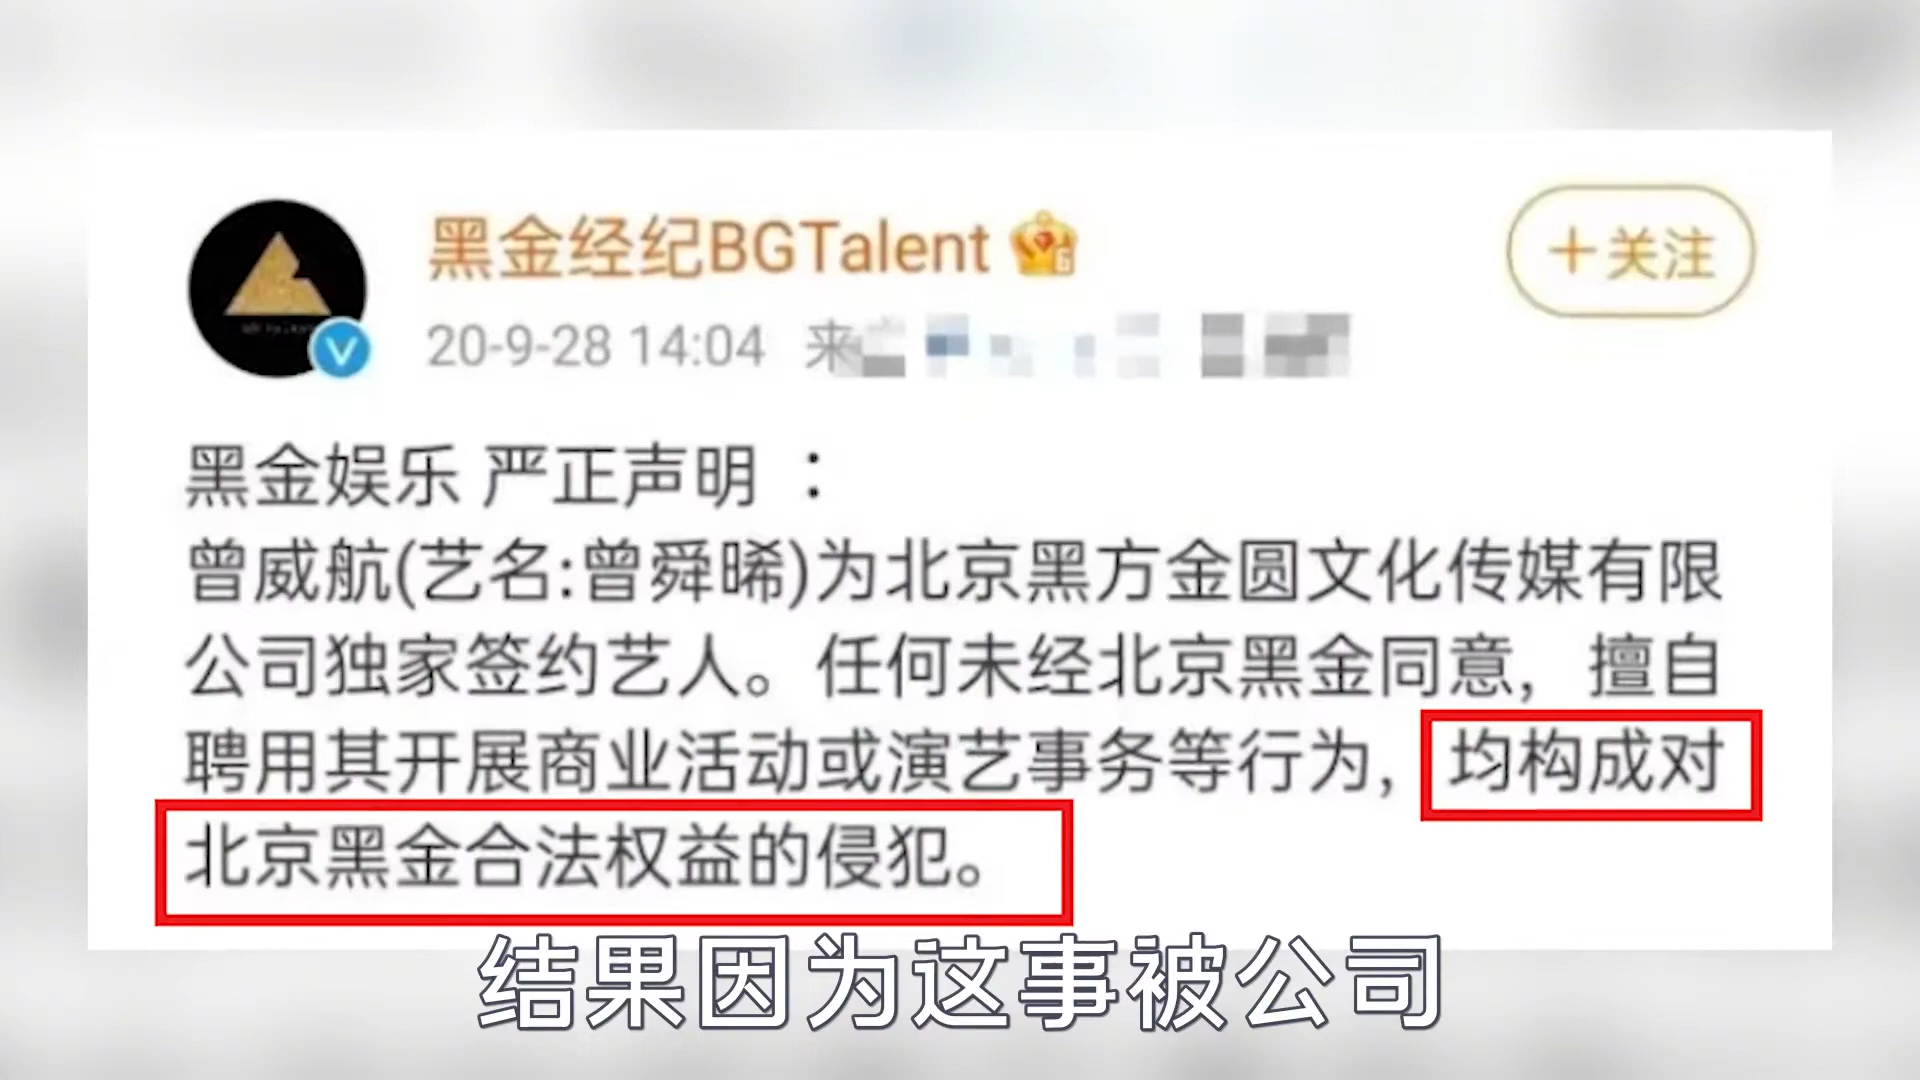 黑金经纪BGTalent
+关注
20-9-28 14:04 来
黑金娱乐 严正声明 ：
曾威航(艺名:曾舜晞)为北京黑方金圆文化传媒有限
公司独家签约艺人。任何未经北京黑金同意，擅自
聘用其开展商业活动或演艺事务等行为，均构成对
北京黑金合法权益的侵犯。
结果因为这事被公司